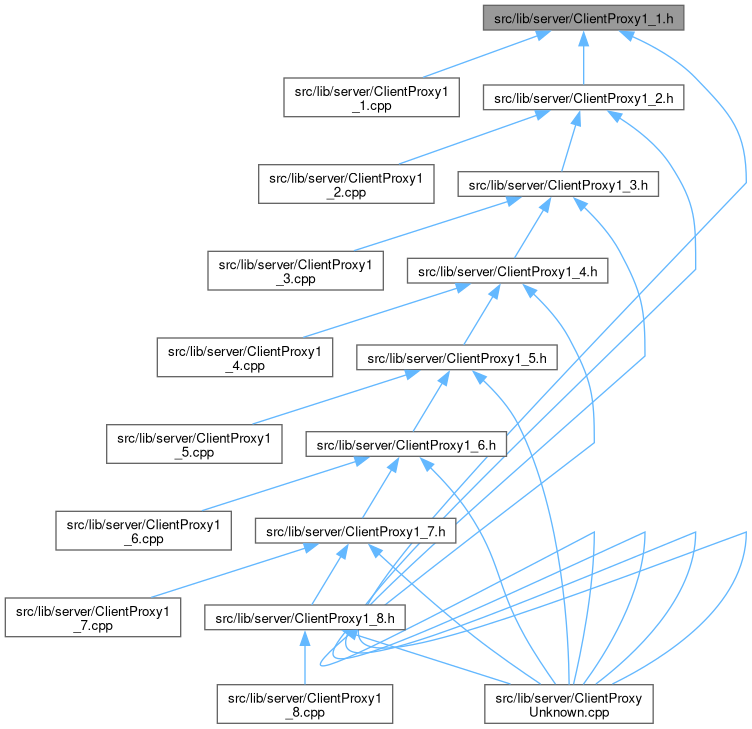 src/lib/server/ClientProxy1_1.h
src/lib/server/ClientProxy1
_1.cpp
src/lib/server/ClientProxy1_2.h
src/lib/server/ClientProxy1
_2.cpp
src/lib/server/ClientProxy1_3.h
src/lib/server/ClientProxy1
_3.cpp
src/lib/server/ClientProxy1_4.h
src/lib/server/ClientProxy1
_4.cpp
src/lib/server/ClientProxy1_5.h
src/lib/server/ClientProxy1
_5.cpp
src/lib/server/ClientProxy1_6.h
src/lib/server/ClientProxy1
_6.cpp
src/lib/server/ClientProxy1_7.h
src/lib/server/ClientProxy1
_7.cpp
src/lib/server/ClientProxy1_8.h
src/lib/server/ClientProxy1
_8.cpp
src/lib/server/ClientProxy
Unknown.cpp